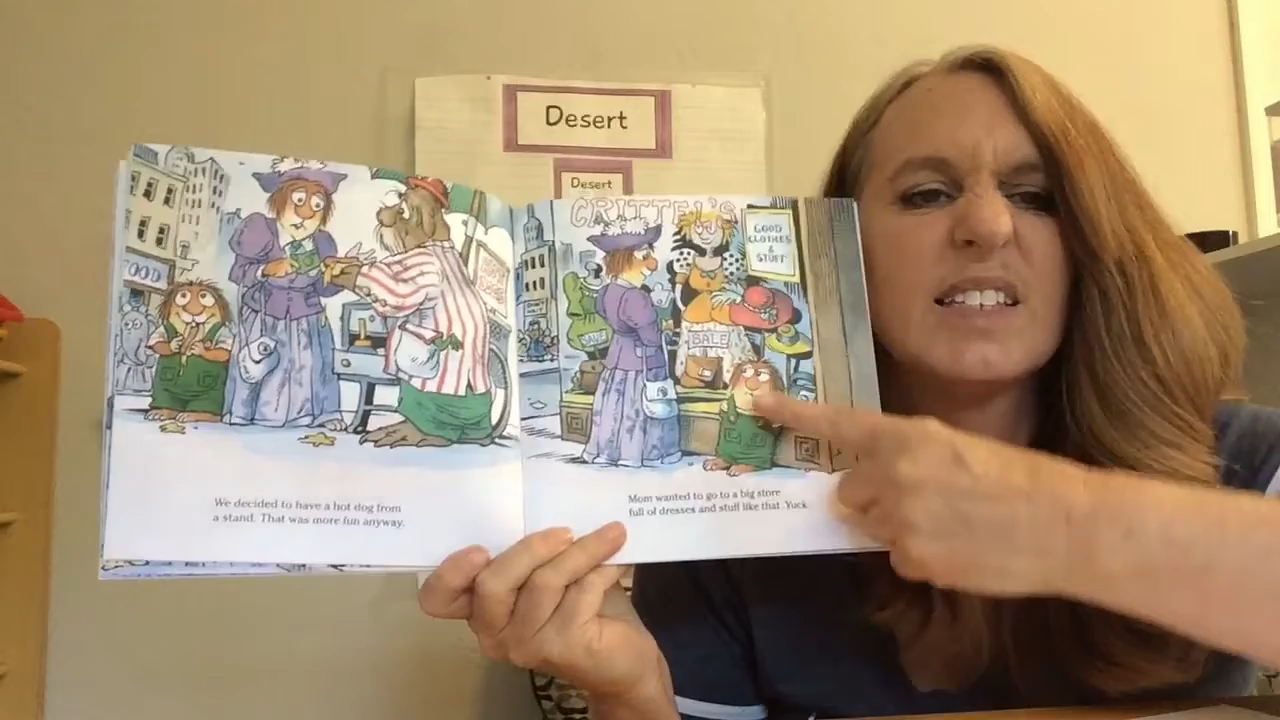 Desert
Desert
FOOD
We decided to have a hot dog from
a stand. That was more fun anyway.
CRITTER'S
GOOD
CLOTHES
&
STUFF
SALE
Mom wanted to go to a big store
full of dresses and stuff like that. Yuck.